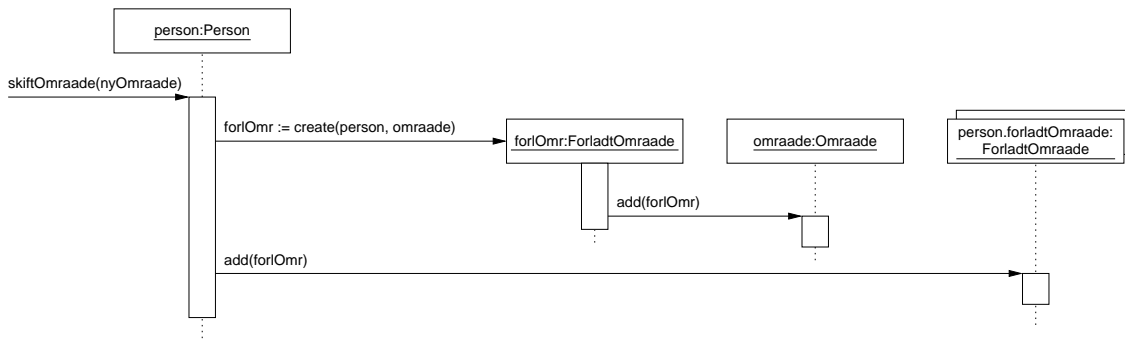 person:Person
skiftOmraade(nyOmraade)
forlOmr := create(person, omraade)
forlOmr:ForladtOmraade
omraade:Omraade
person.forladtOmraade:
ForladtOmraade
add(forlOmr)
add(forlOmr)